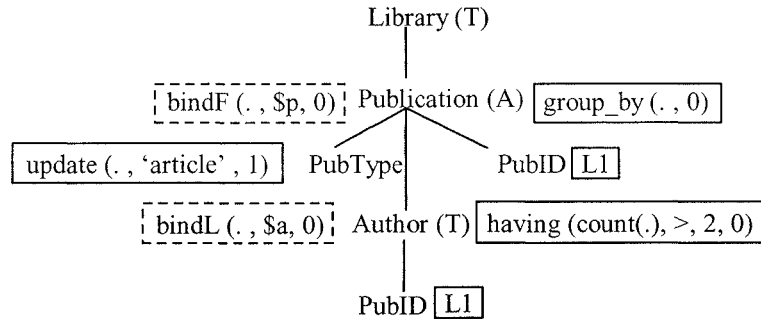 Library (T)
bindF (. , $p, 0) Publication (A) group_by (. , 0)
update (. , ‘article’ , 1) PubType PubID L1
bindL (. , $a, 0) Author (T) having (count(.), >, 2, 0)
PubID L1